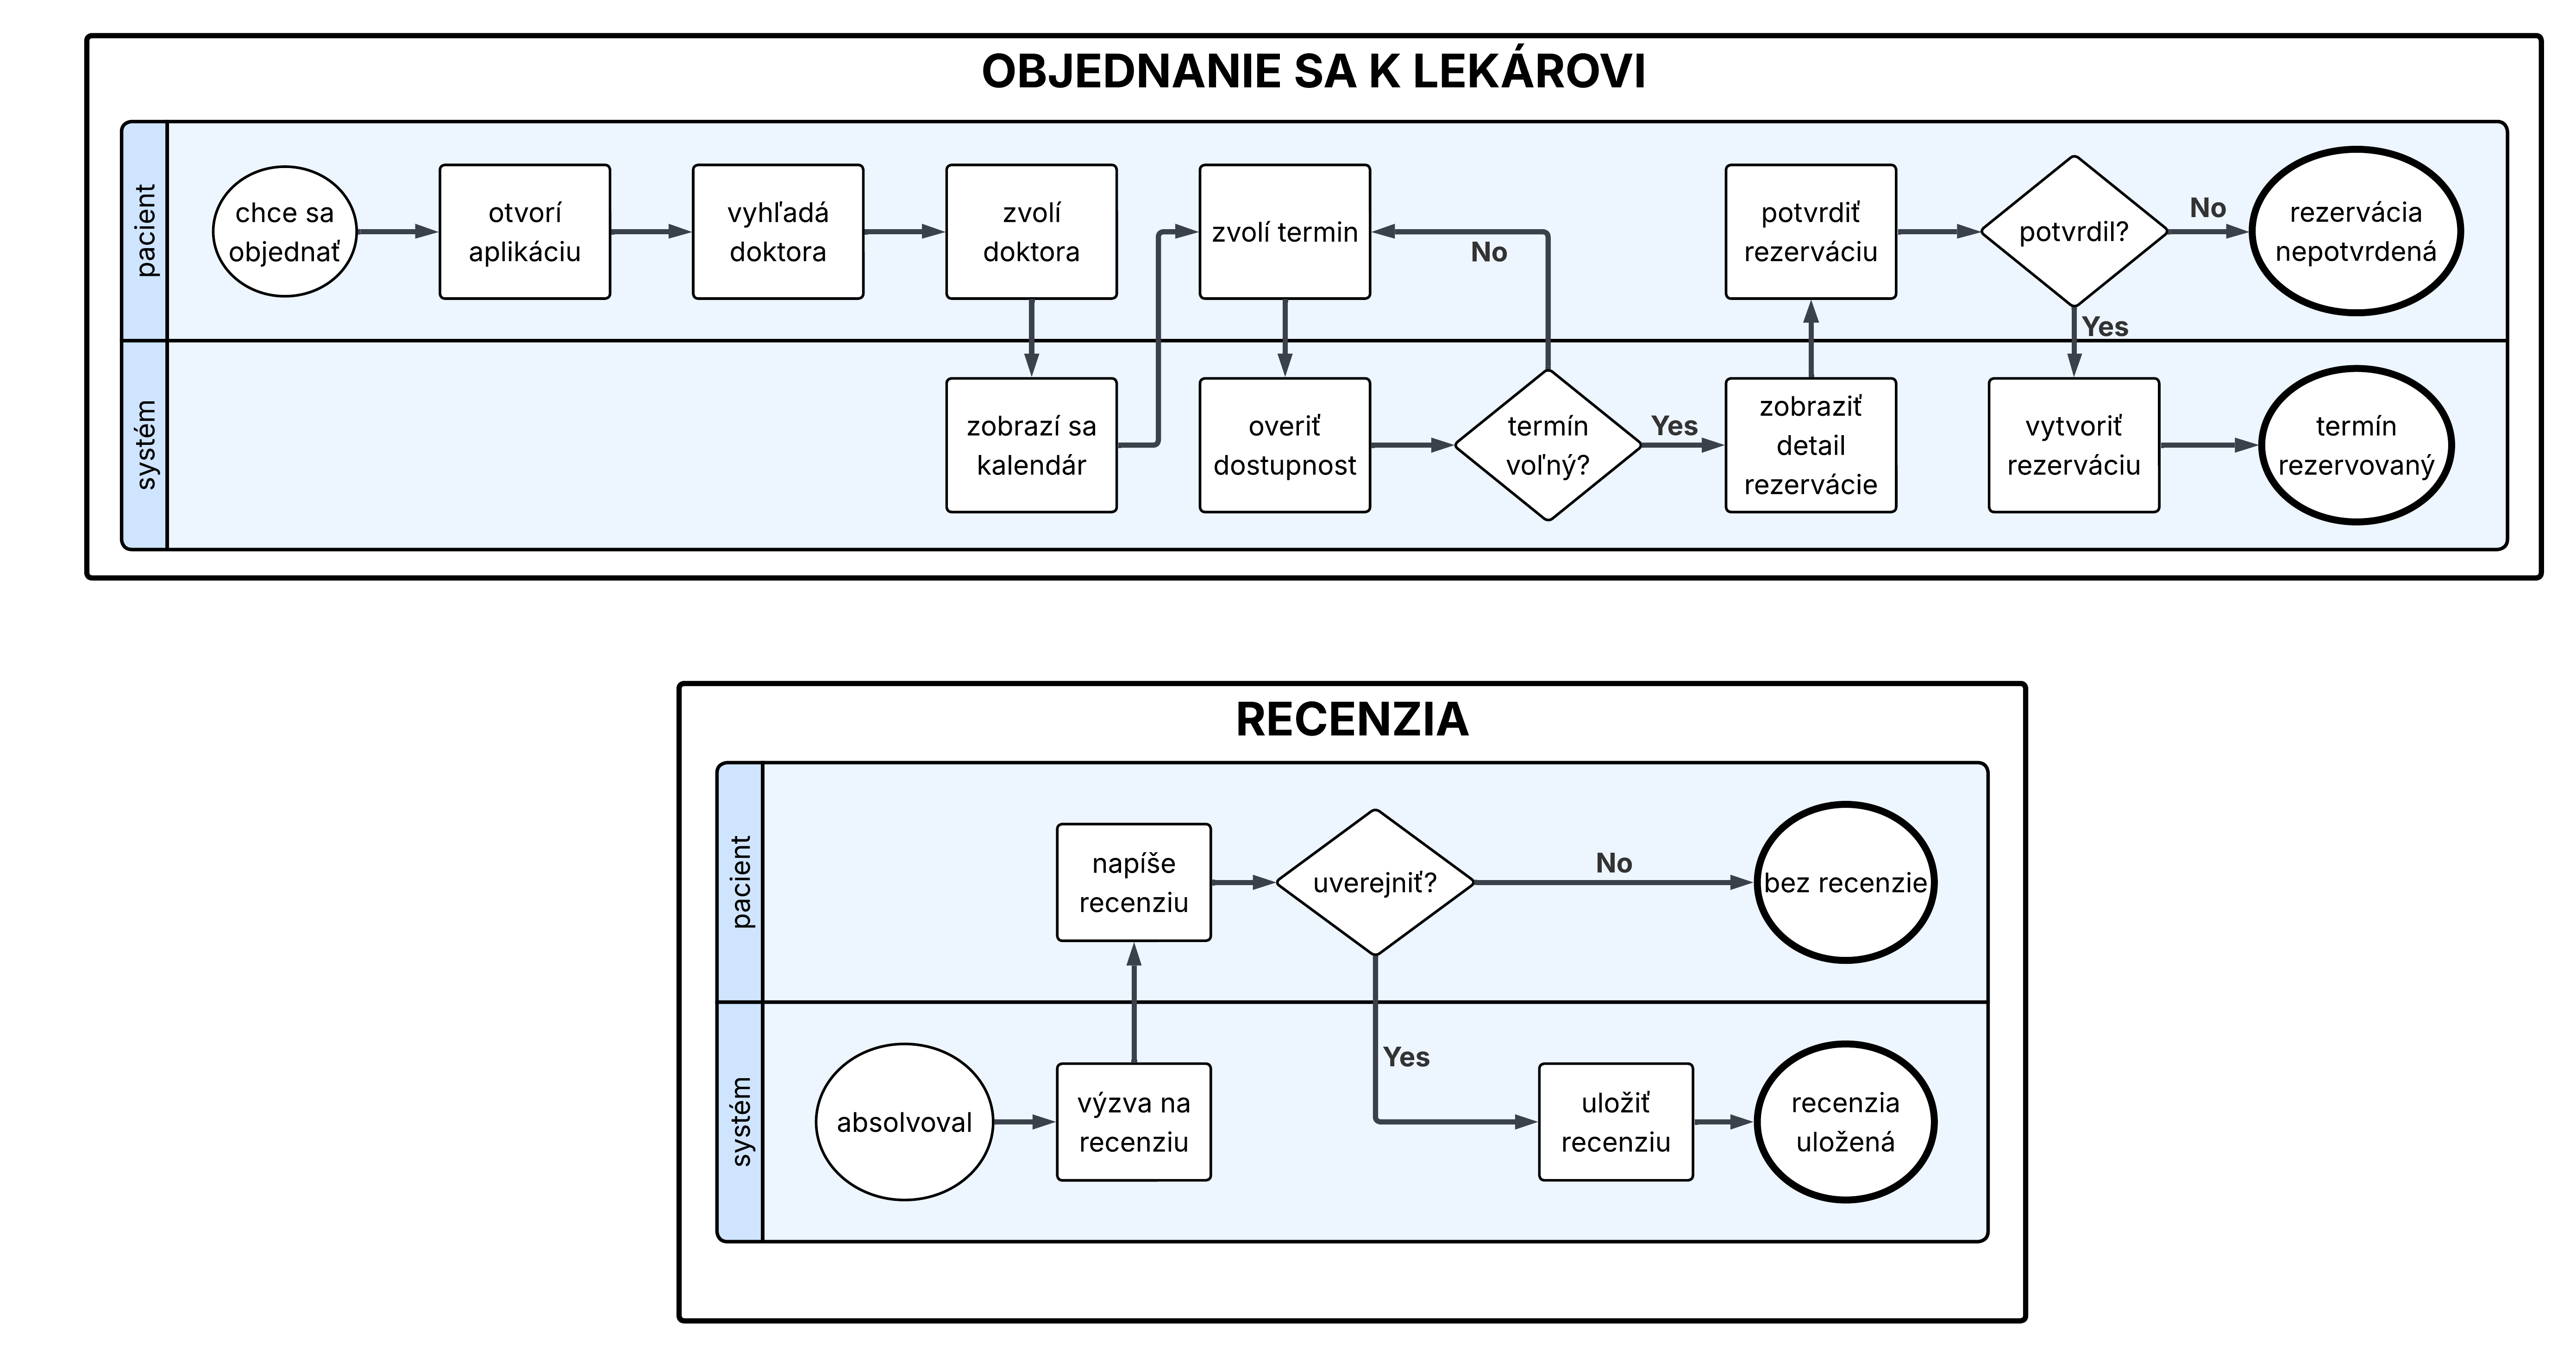 OBJEDNANIE SA K LEKÁROVI
pacient
chce sa
objednať
otvorí
aplikáciu
vyhľadá
doktora
zvolí
doktora
zvolí termin
No
potvrdiť
rezerváciu
potvrdil?
No
rezervácia
nepotvrdená
Yes
systém
zobrazí sa
kalendár
overiť
dostupnost
termín
voľný?
Yes
zobraziť
detail
rezervácie
vytvoriť
rezerváciu
termín
rezervovaný
RECENZIA
pacient
napíše
recenziu
uverejniť?
No
bez recenzie
systém
absolvoval
výzva na
recenziu
Yes
uložiť
recenziu
recenzia
uložená